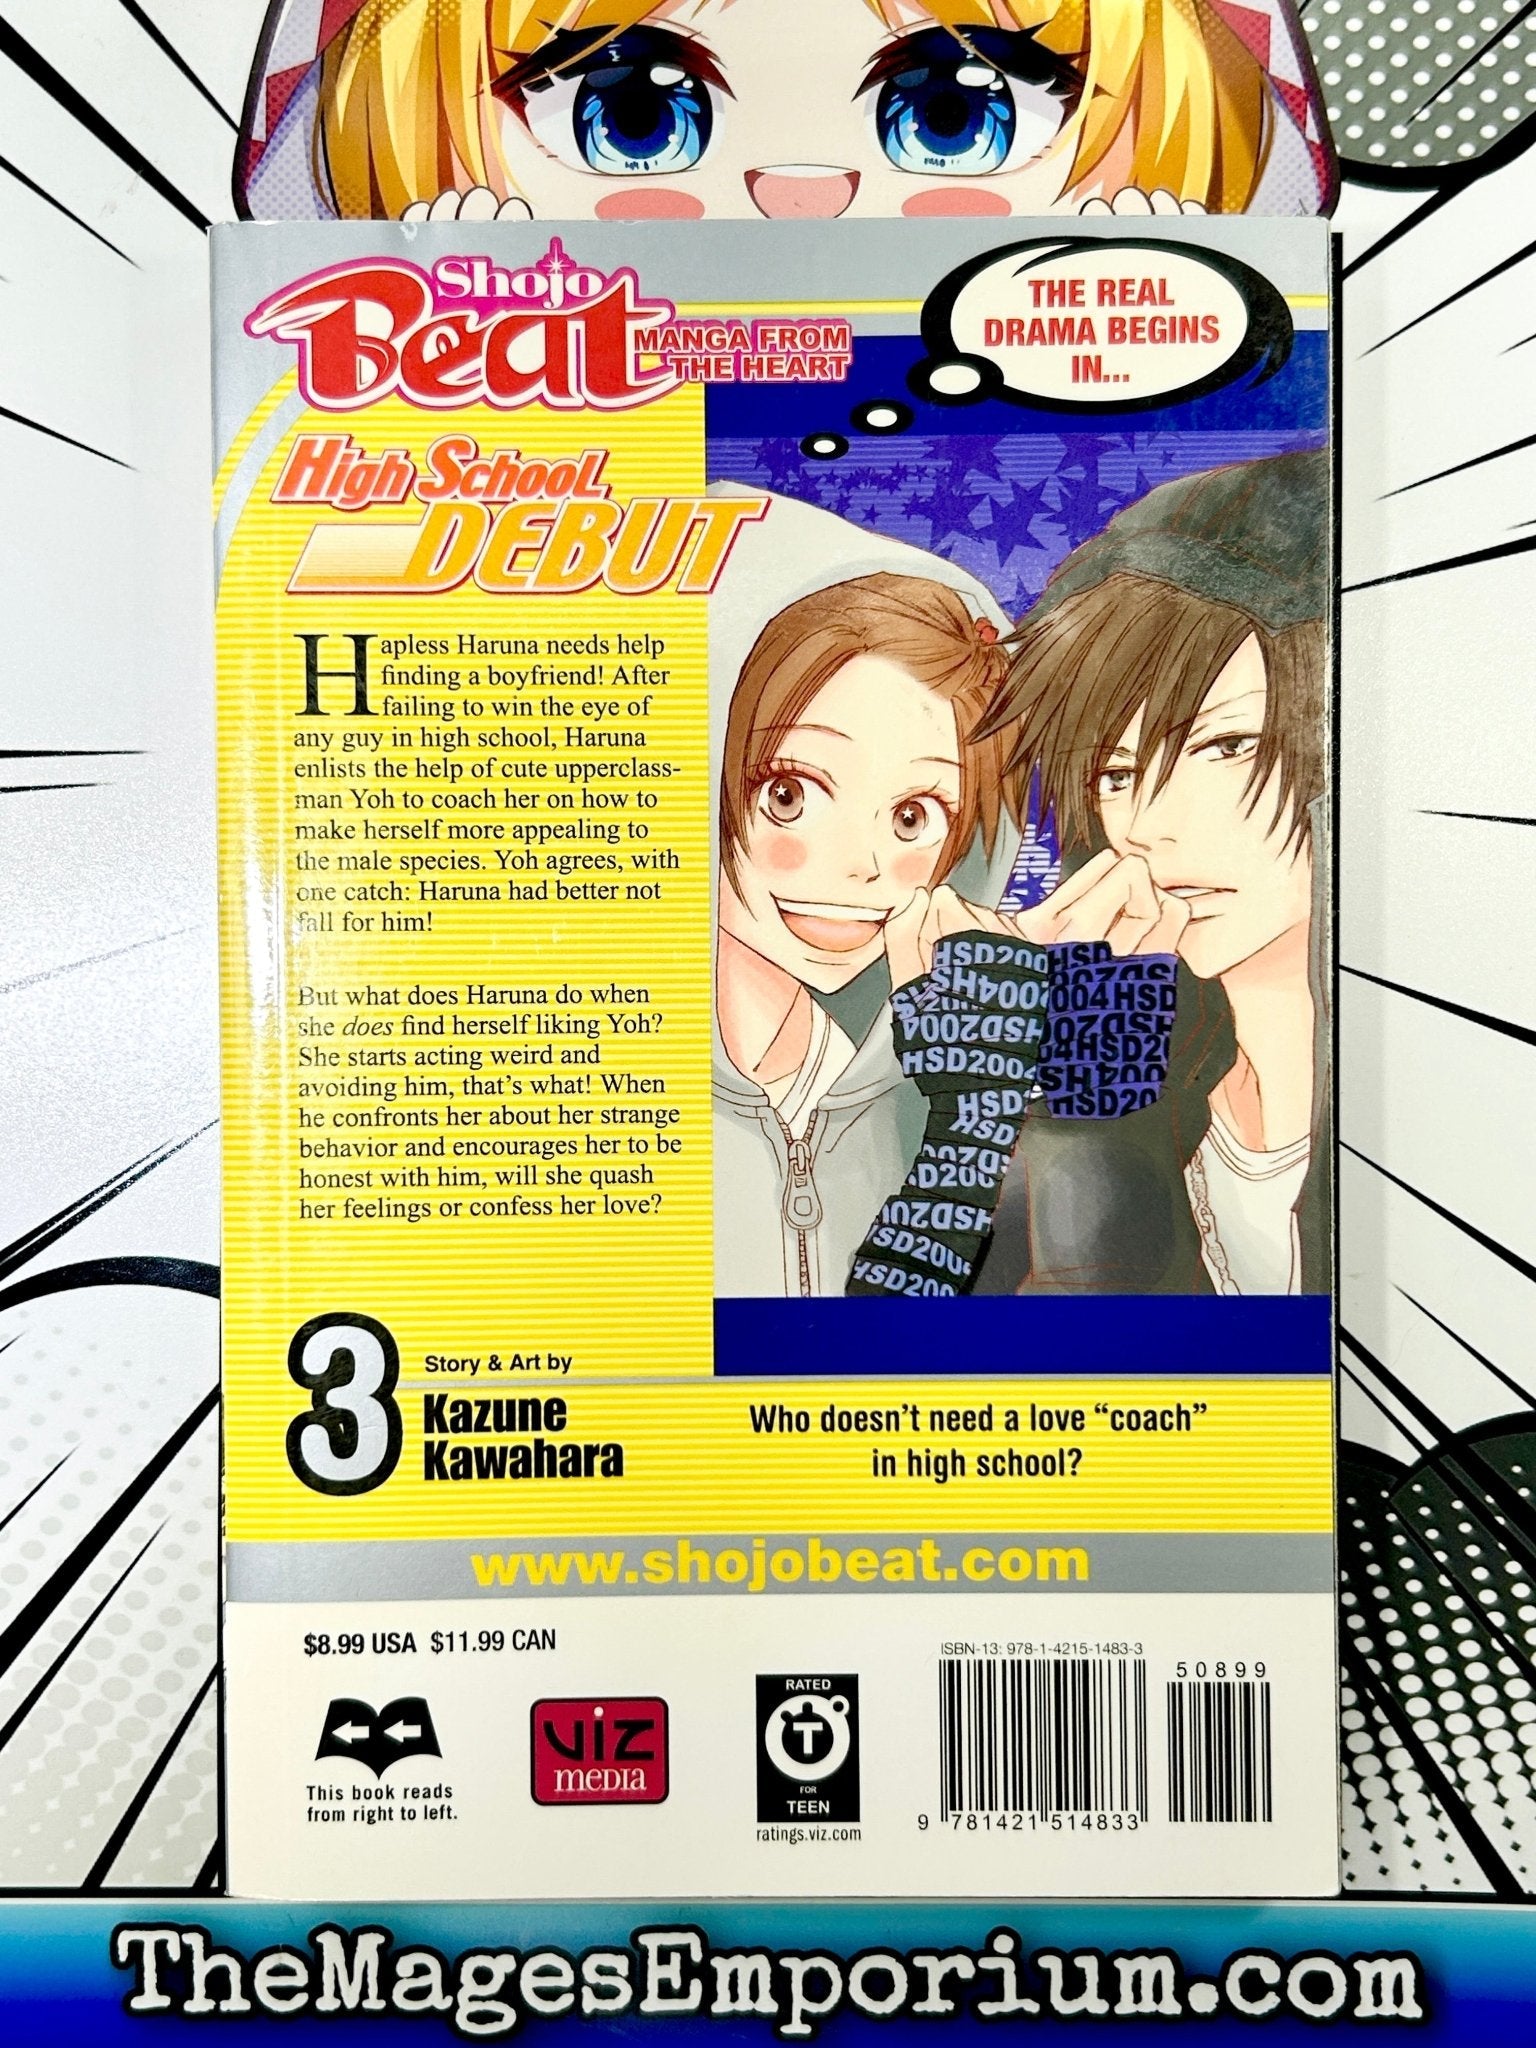 Shojo
Beat
MANGA FROM
THE HEART
THE REAL
DRAMA BEGINS
IN...
High School
DEBUT
Hapless Haruna needs help
finding a boyfriend! After
failing to win the eye of
any guy in high school, Haruna
enlists the help of cute upperclass-
man Yoh to coach her on how to
make herself more appealing to
the male species. Yoh agrees, with
one catch: Haruna had better not
fall for him!
But what does Haruna do when
she does find herself liking Yoh?
She starts acting weird and
avoiding him, that's what! When
he confronts her about her strange
behavior and encourages her to be
honest with him, will she quash
her feelings or confess her love?
3
Story & Art by
Kazune
Kawahara
Who doesn't need a love "coach"
in high school?
www.shojobeat.com
$8.99 USA $11.99 CAN
This book reads
from right to left.
VIZ
MEDIA
RATED
T
FOR
TEEN
ratings.viz.com
ISBN-13: 978-1-4215-1483-3
50899
9 781421 514833
HSD2004
HSD2004
HSD2004
TheMagesEmporium.com